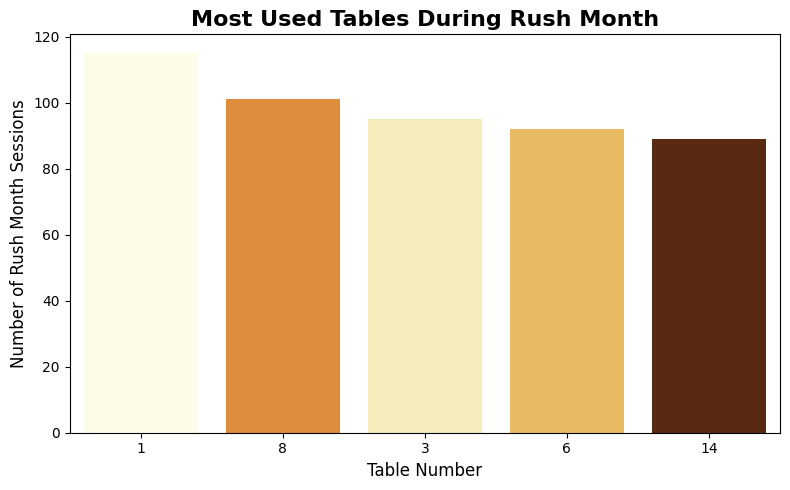 Most Used Tables During Rush Month
Number of Rush Month Sessions
120
100
80
60
40
20
0
1 8 3 6 14
Table Number